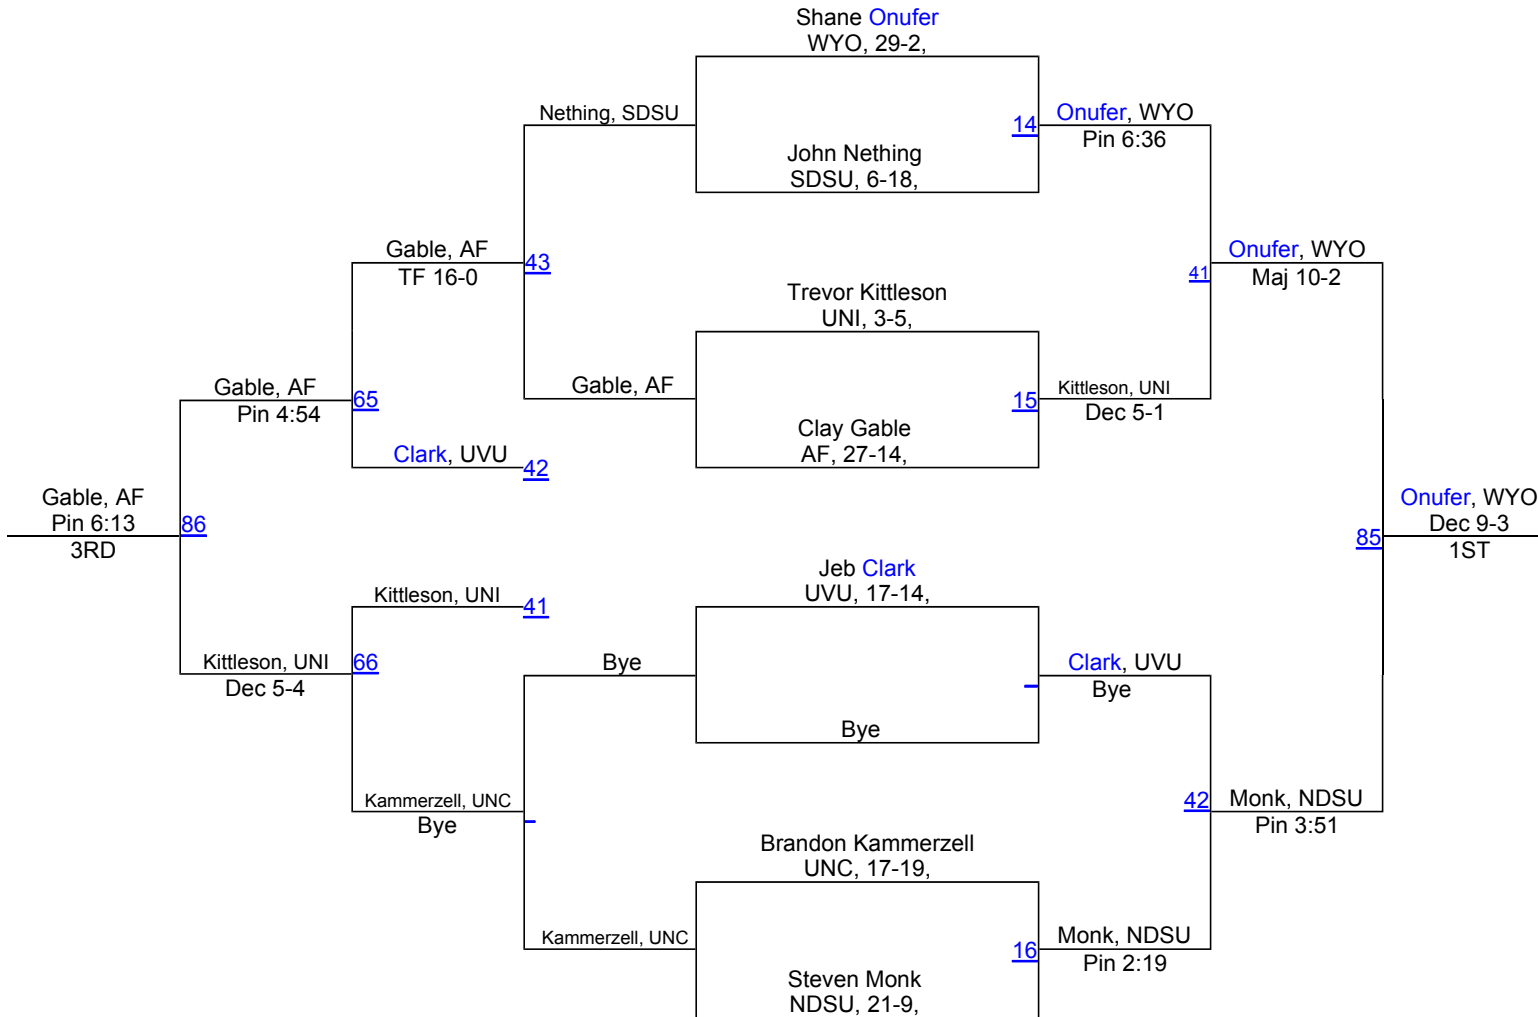 Shane Onufer
WYO, 29-2,
Nething, SDSU
14
Onufer, WYO
Pin 6:36
John Nething
SDSU, 6-18,
Gable, AF
TF 16-0
43
Onufer, WYO
Maj 10-2
41
Trevor Kittleson
UNI, 3-5,
Gable, AF
Pin 4:54
65
Gable, AF
15
Kittleson, UNI
Dec 5-1
Clay Gable
AF, 27-14,
Clark, UVU
42
Gable, AF
Pin 6:13
3RD
86
Onufer, WYO
Dec 9-3
1ST
85
Jeb Clark
UVU, 17-14,
Kittleson, UNI
41
Kittleson, UNI
Dec 5-4
66
Bye
Clark, UVU
Bye
Bye
Kammerzell, UNC
Bye
42
Monk, NDSU
Pin 3:51
Brandon Kammerzell
UNC, 17-19,
Kammerzell, UNC
16
Monk, NDSU
Pin 2:19
Steven Monk
NDSU, 21-9,